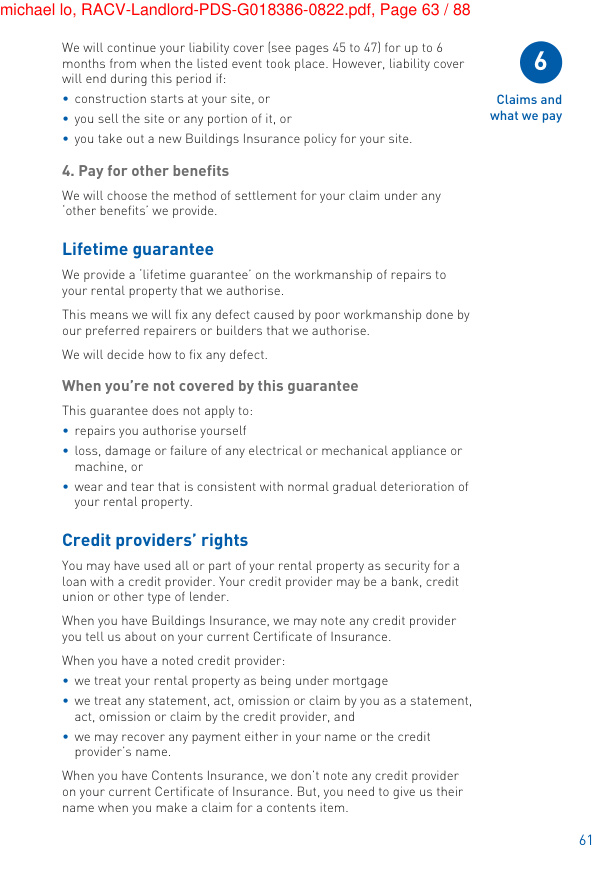 michael lo, RACV-Landlord-PDS-G018386-0822.pdf, Page 63 / 88
We will continue your liability cover (see pages 45 to 47) for up to 6
months from when the listed event took place. However, liability cover
will end during this period if:
• construction starts at your site, or
• you sell the site or any portion of it, or
• you take out a new Buildings Insurance policy for your site.
6
Claims and
what we pay
4. Pay for other benefits
We will choose the method of settlement for your claim under any
‘other benefits’ we provide.
Lifetime guarantee
We provide a ‘lifetime guarantee’ on the workmanship of repairs to
your rental property that we authorise.
This means we will fix any defect caused by poor workmanship done by
our preferred repairers or builders that we authorise.
We will decide how to fix any defect.
When you’re not covered by this guarantee
This guarantee does not apply to:
• repairs you authorise yourself
• loss, damage or failure of any electrical or mechanical appliance or
machine, or
• wear and tear that is consistent with normal gradual deterioration of
your rental property.
Credit providers’ rights
You may have used all or part of your rental property as security for a
loan with a credit provider. Your credit provider may be a bank, credit
union or other type of lender.
When you have Buildings Insurance, we may note any credit provider
you tell us about on your current Certificate of Insurance.
When you have a noted credit provider:
• we treat your rental property as being under mortgage
• we treat any statement, act, omission or claim by you as a statement,
act, omission or claim by the credit provider, and
• we may recover any payment either in your name or the credit
provider’s name.
When you have Contents Insurance, we don’t note any credit provider
on your current Certificate of Insurance. But, you need to give us their
name when you make a claim for a contents item.
61